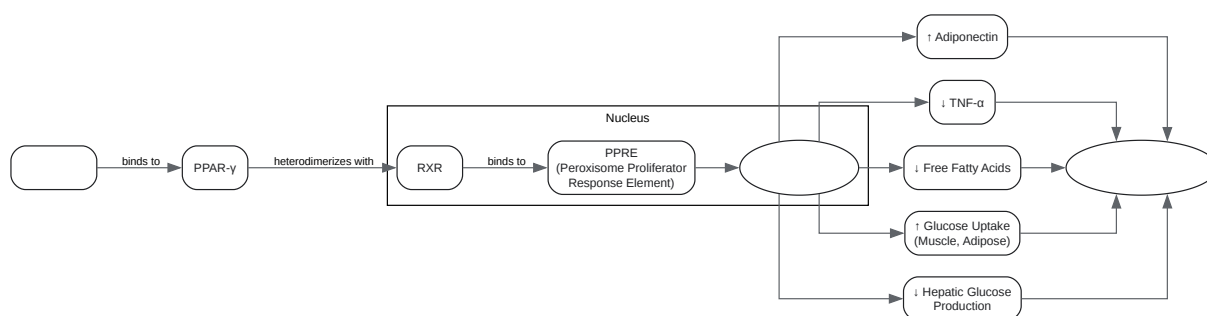 ↑ Adiponectin
↓ TNF-α
Nucleus
binds to
PPAR-γ
heterodimerizes with
RXR
binds to
PPRE
(Peroxisome Proliferator
Response Element)
↓ Free Fatty Acids
↑ Glucose Uptake
(Muscle, Adipose)
↓ Hepatic Glucose
Production